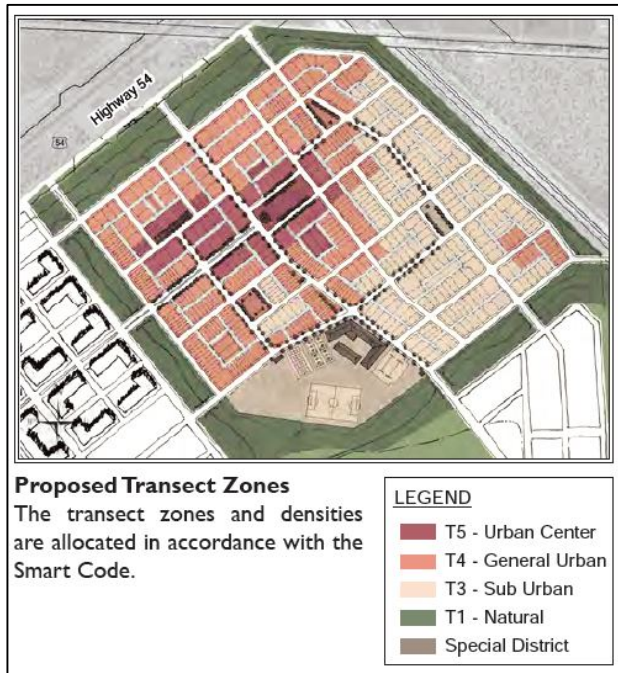 Highway 54
54
Proposed Transect Zones
The transect zones and densities
are allocated in accordance with the
Smart Code.
LEGEND
T5 - Urban Center
T4 - General Urban
T3 - Sub Urban
T1 - Natural
Special District